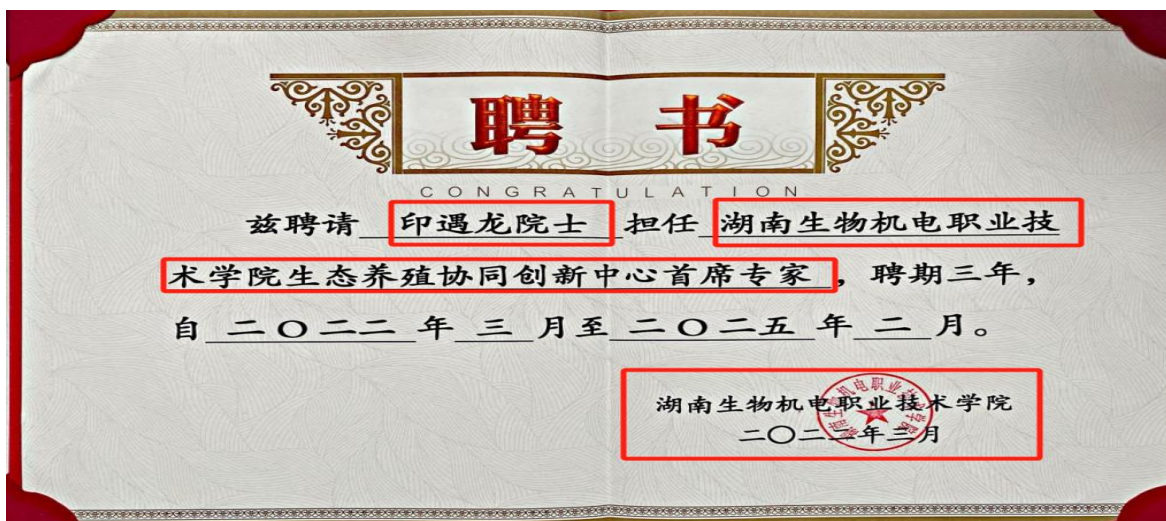 聘书
CONGRATULATION
兹聘请 印遇龙院士 担任 湖南生物机电职业技
术学院生态养殖协同创新中心首席专家，聘期三年，
自 二〇二二 年 三 月至 二〇二五 年 二 月。
湖南生物机电职业技术学院
二〇二二年三月